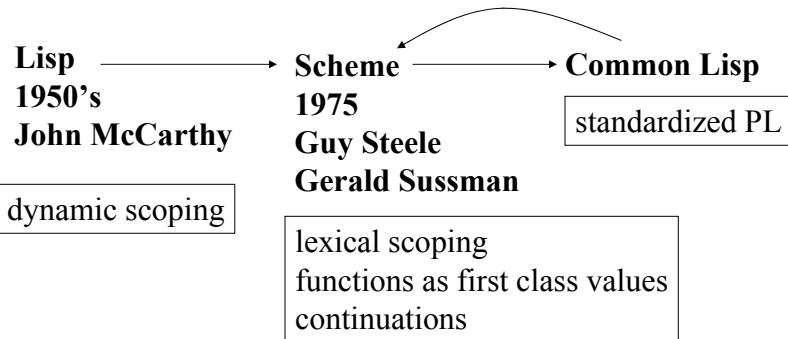 Lisp
1950’s
John McCarthy
dynamic scoping
Scheme
1975
Guy Steele
Gerald Sussman
lexical scoping
functions as first class values
continuations
Common Lisp
standardized PL